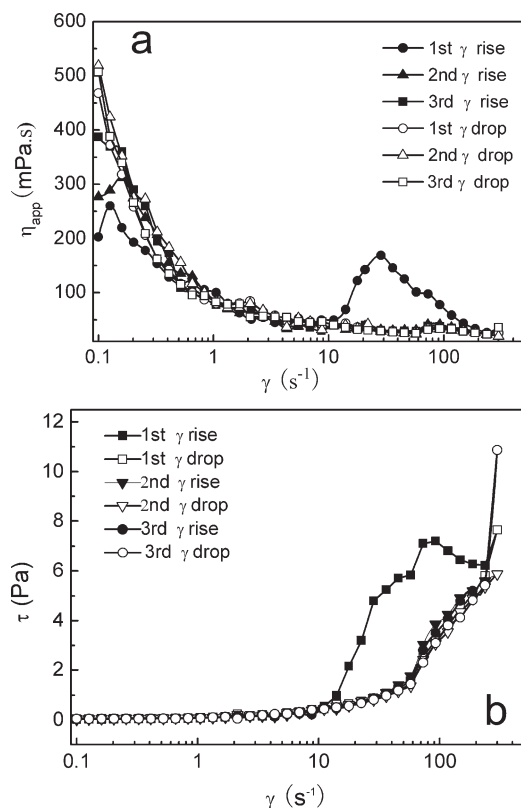 a
600
500
400
300
200
100
η_app (mPa.s)
1st γ rise
2nd γ rise
3rd γ rise
1st γ drop
2nd γ drop
3rd γ drop
0.1 1 10 100
γ (s⁻¹)
12
10
8
6
4
2
0
τ (Pa)
1st γ rise
1st γ drop
2nd γ rise
2nd γ drop
3rd γ rise
3rd γ drop
b
0.1 1 10 100
γ (s⁻¹)